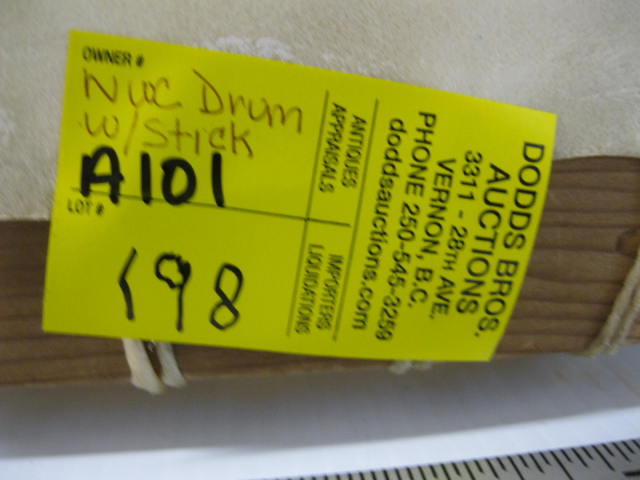 OWNER #
NWC Drum
w/Stick
A101
LOT #
198
ANTIQUES
APPRAISALS
IMPORTERS
LIQUIDATIONS
DODDS BROS.
AUCTIONS
3311 - 28TH AVE.
VERNON, B.C.
PHONE 250-545-3259
doddsauctions.com